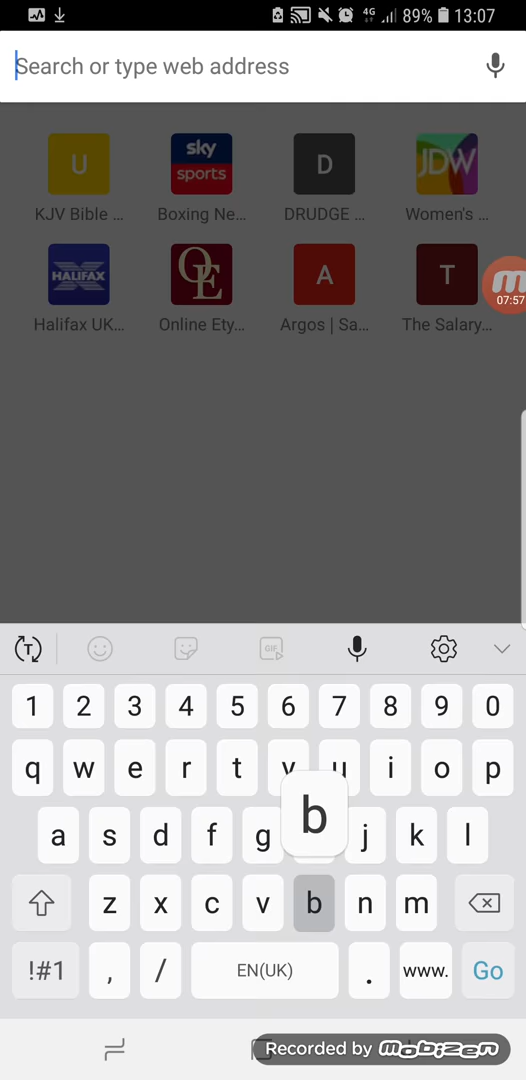 4G 89% 13:07
Search or type web address
U sky sports D JDW
KJV Bible ... Boxing Ne... DRUDGE ... Women's ...
HALIFAX OE A T
07:57
Halifax UK... Online Ety... Argos | Sa... The Salary...
T GIF
1 2 3 4 5 6 7 8 9 0
q w e r t y u i o p
b
a s d f g j k l
z x c v b n m
!#1 , / EN(UK) . www. Go
Recorded by mobizen